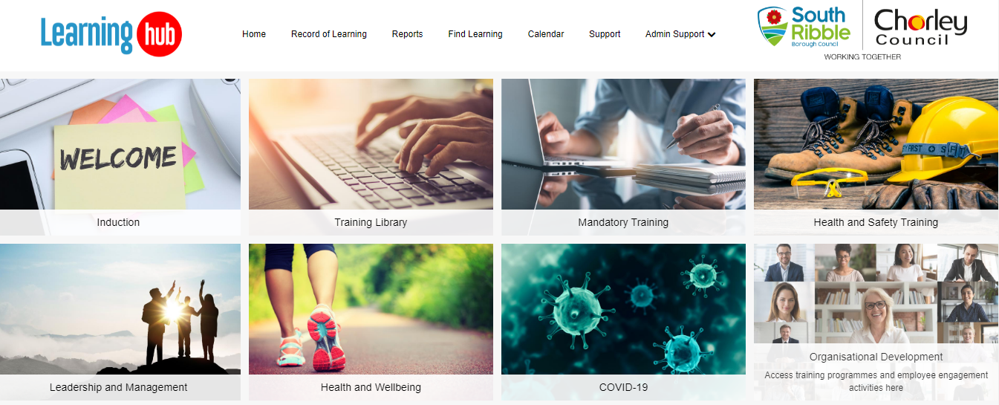 Learning hub
Home Record of Learning Reports Find Learning Calendar Support Admin Support
South
Ribble
Borough Council
Chorley
Council
WORKING TOGETHER
WELCOME
TY FIRST SAF
Induction
Training Library
Mandatory Training
Health and Safety Training
Leadership and Management
Health and Wellbeing
COVID-19
Organisational Development
Access training programmes and employee engagement
activities here